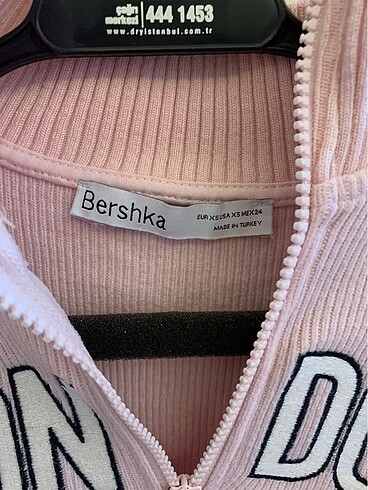 çağrı merkezi 444 1453
www.dryistanbul.com.tr
Bershka
EUR XS USA XS MEX 24
MADE IN TURKEY
ON DO